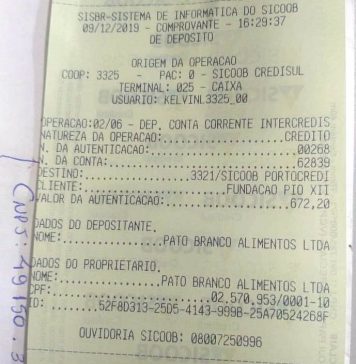 SISBR-SISTEMA DE INFORMATICA DO SICOOB
09/12/2019 - COMPROVANTE - 16:29:37
DE DEPOSITO
ORIGEM DA OPERACAO
COOP: 3325 - PAC: 0 - SICOOB CREDISUL
TERMINAL: 025 - CAIXA
USUARIO: KELVINL3325_00
OPERACAO:02/06 - DEP. CONTA CORRENTE INTERCREDIS
NATUREZA DA OPERACAO:....................CREDITO
N. DA AUTENTICACAO:........................00268
N. DA CONTA:...............................62839
DESTINO:....................3321/SICOOB PORTOCREDI
CLIENTE:........................FUNDACAO PIO XII
VALOR DA AUTENTICACAO:....................672,20
DADOS DO DEPOSITANTE.
NOME:...................PATO BRANCO ALIMENTOS LTDA
DADOS DO PROPRIETARIO.
NOME:...................PATO BRANCO ALIMENTOS LTDA
CPF:..........................02.570.953/0001-10
ID:.......52F8D313-25D5-4143-999B-25A70524268F
OUVIDORIA SICOOB: 08007250996
CNPJ: 49150.3